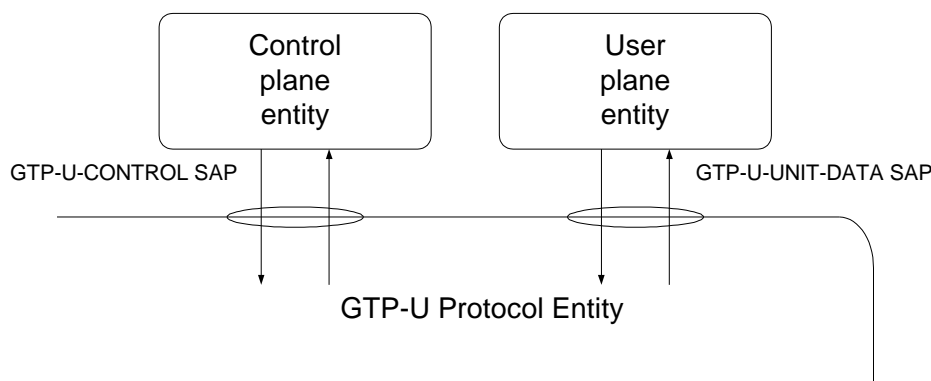 Control
plane
entity
User
plane
entity
GTP-U-CONTROL SAP
GTP-U-UNIT-DATA SAP
GTP-U Protocol Entity